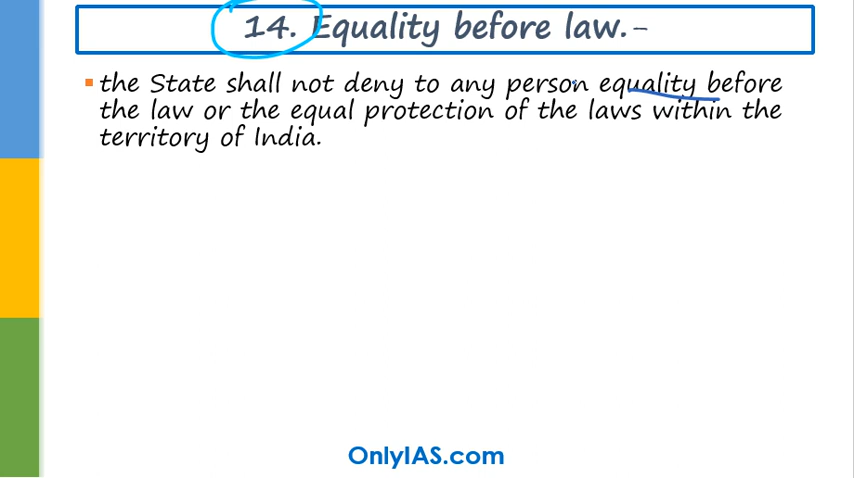 14. Equality before law.-
the State shall not deny to any person equality before
the law or the equal protection of the laws within the
territory of India.
OnlyIAS.com